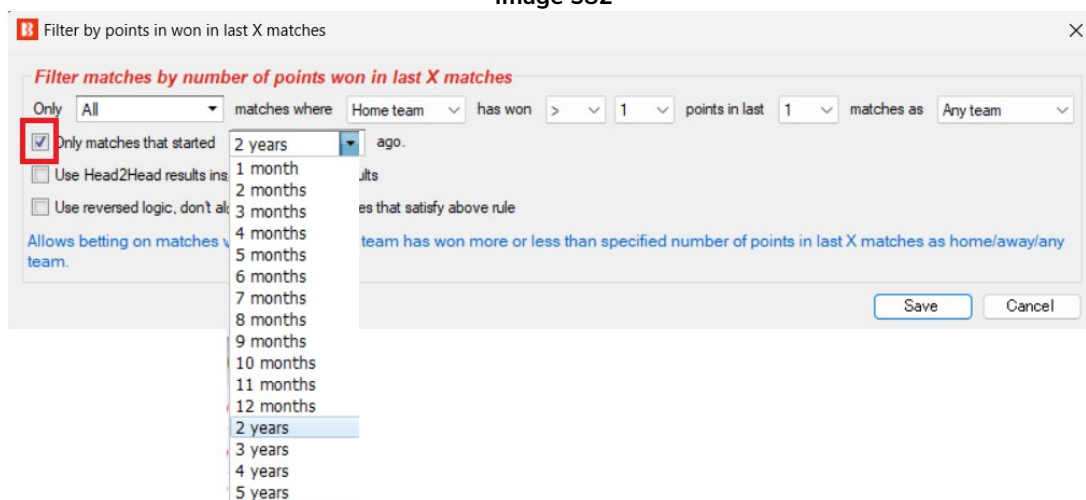 Image 382
Filter by points in won in last X matches
Filter matches by number of points won in last X matches
Only All matches where Home team has won > 1 points in last 1 matches as Any team
Only matches that started 2 years ago.
1 month
Use Head2Head results ins
2 months
Use reversed logic, don't es that satisfy above rule
3 months
4 months
Allows betting on matches team has won more or less than specified number of points in last X matches as home/away/any
5 months
team.
6 months
7 months
Save Cancel
8 months
9 months
10 months
11 months
12 months
2 years
3 years
4 years
5 years